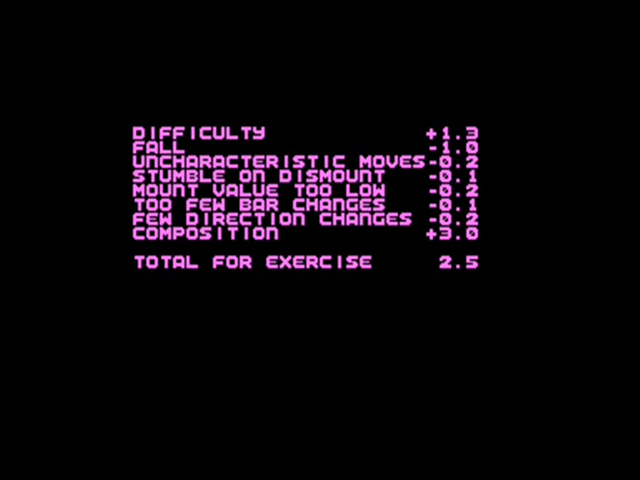 DIFFICULTY +1.3
FALL -1.0
UNCHARACTERISTIC MOVES-0.2
STUMBLE ON DISMOUNT -0.1
MOUNT VALUE TOO LOW -0.2
TOO FEW BAR CHANGES -0.1
FEW DIRECTION CHANGES -0.2
COMPOSITION +3.0
TOTAL FOR EXERCISE 2.5